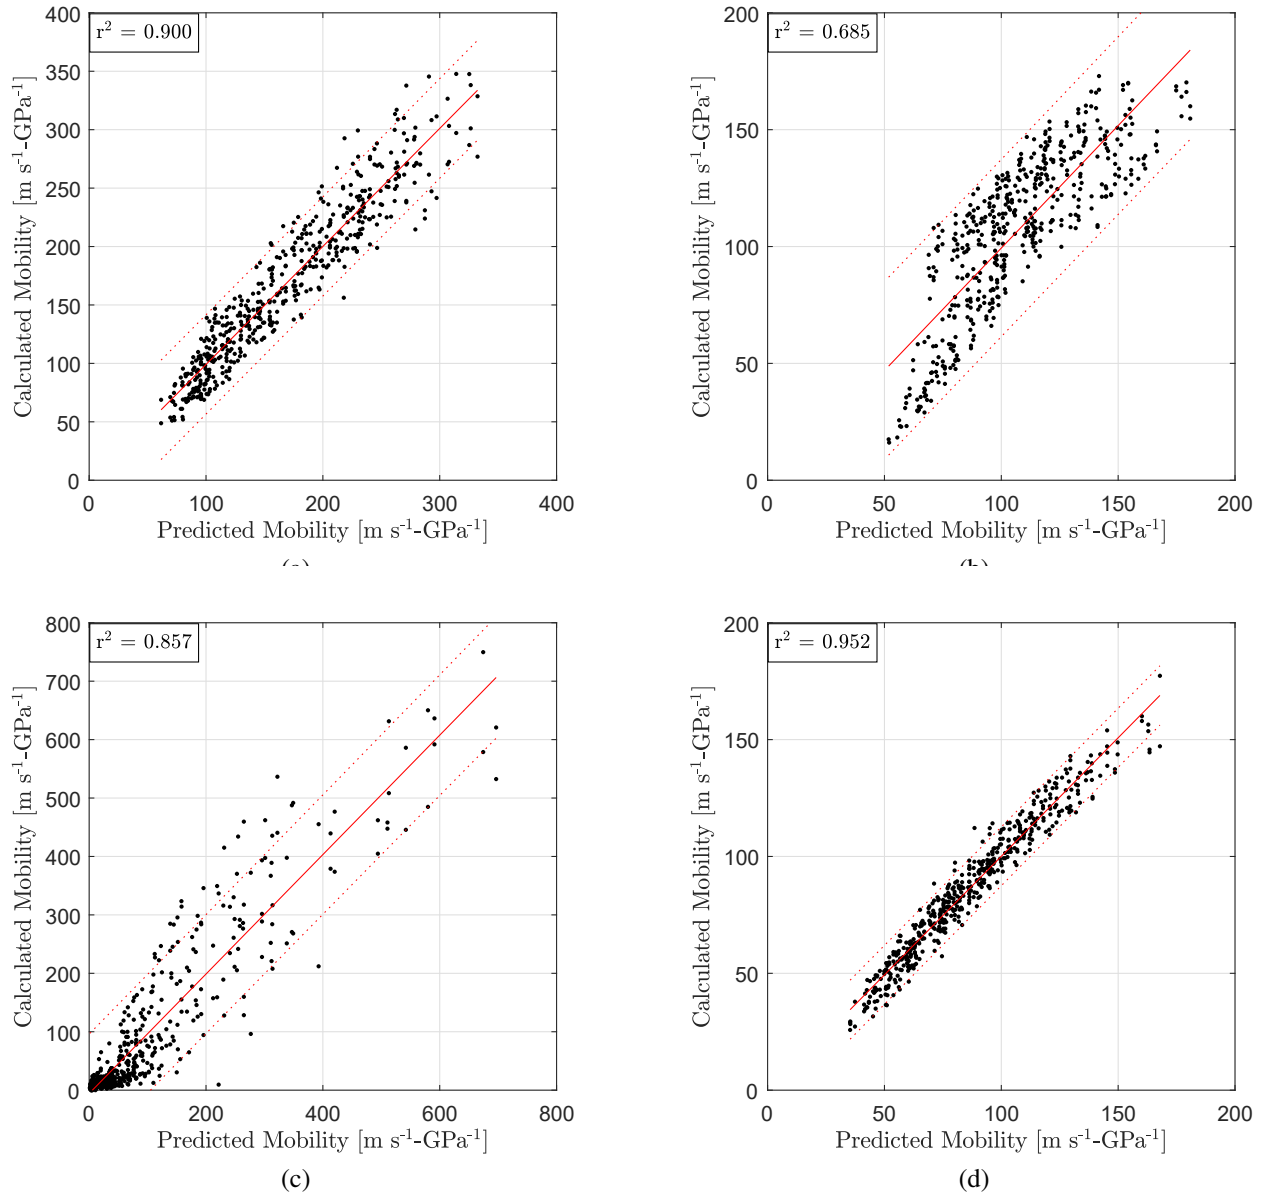 r² = 0.900
400
350
300
250
200
150
100
50
0
0 100 200 300 400
Calculated Mobility [m s⁻¹-GPa⁻¹]
Predicted Mobility [m s⁻¹-GPa⁻¹]
r² = 0.685
200
150
100
50
0
0 50 100 150 200
Calculated Mobility [m s⁻¹-GPa⁻¹]
Predicted Mobility [m s⁻¹-GPa⁻¹]
r² = 0.857
800
700
600
500
400
300
200
100
0
0 200 400 600 800
Calculated Mobility [m s⁻¹-GPa⁻¹]
Predicted Mobility [m s⁻¹-GPa⁻¹]
(c)
r² = 0.952
200
150
100
50
0
0 50 100 150 200
Calculated Mobility [m s⁻¹-GPa⁻¹]
Predicted Mobility [m s⁻¹-GPa⁻¹]
(d)